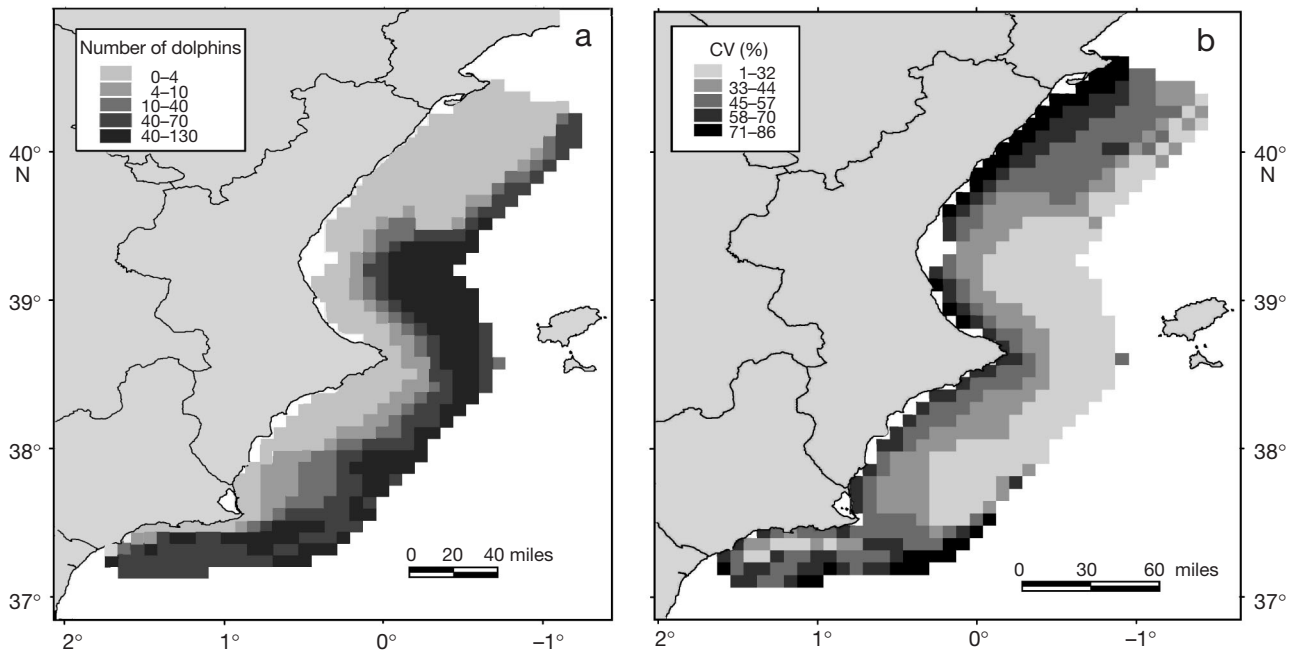 a
Number of dolphins
0–4
4–10
10–40
40–70
40–130
40°
N
39°
38°
37°
0 20 40 miles
2° 1° 0° –1°
b
CV (%)
1–32
33–44
45–57
58–70
71–86
40°
N
39°
38°
37°
0 30 60 miles
2° 1° 0° –1°